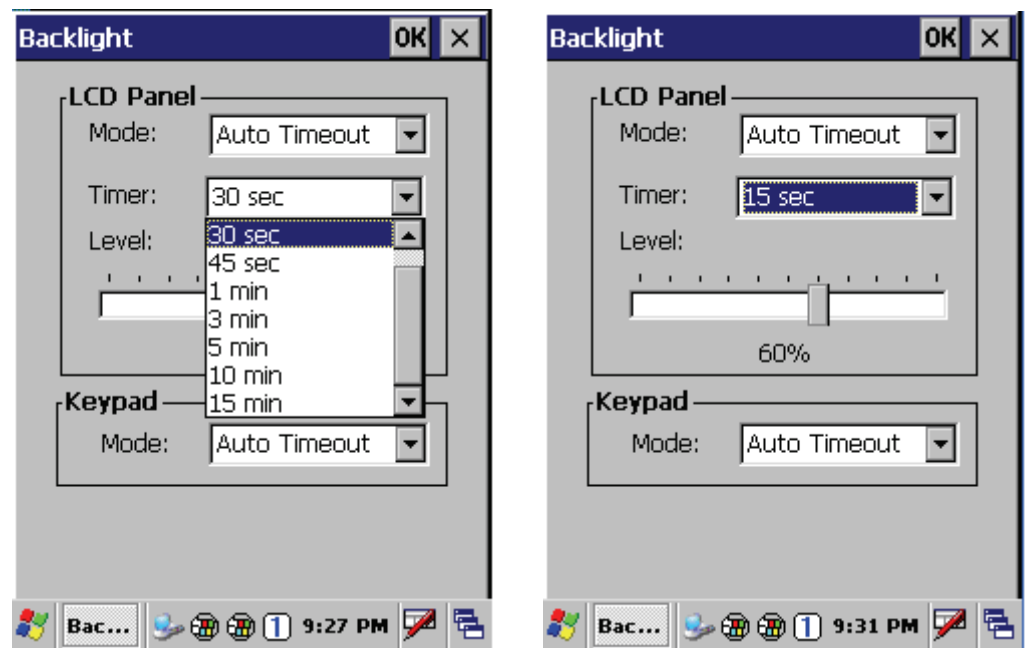 Backlight OK ×
LCD Panel
Mode: Auto Timeout
Timer: 30 sec
Level:
30 sec
45 sec
1 min
3 min
5 min
10 min
15 min
Keypad
Mode: Auto Timeout
Bac... 1 9:27 PM
Backlight OK ×
LCD Panel
Mode: Auto Timeout
Timer: 15 sec
Level:
60%
Keypad
Mode: Auto Timeout
Bac... 1 9:31 PM